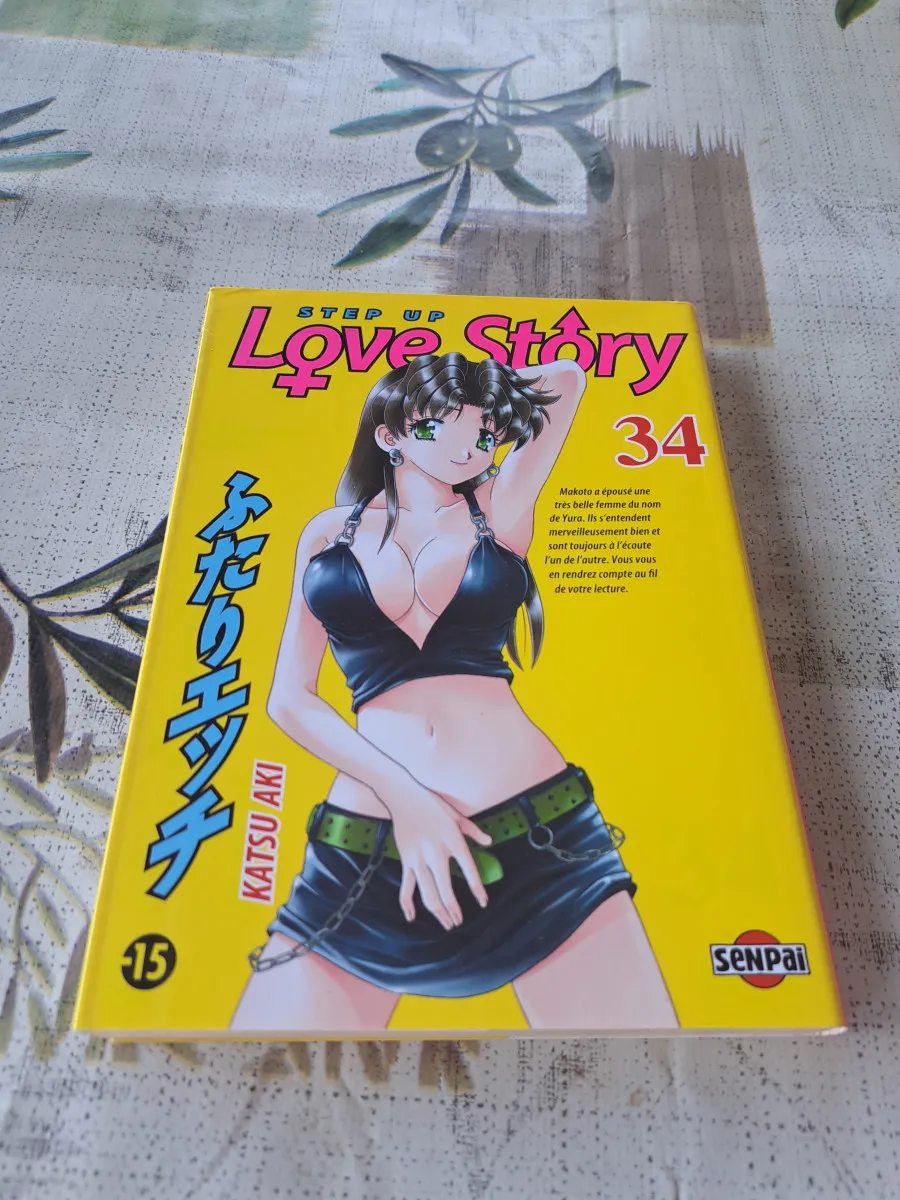 STEP UP
Love Story
34
Makoto a épousé une
très belle femme du nom
de Yura. Ils s'entendent
merveilleusement bien et
sont toujours à l'écoute
l'un de l'autre. Vous vous
en rendrez compte au fil
de votre lecture.
ふたりエッチ
KATSU AKI
-15
SENPAi